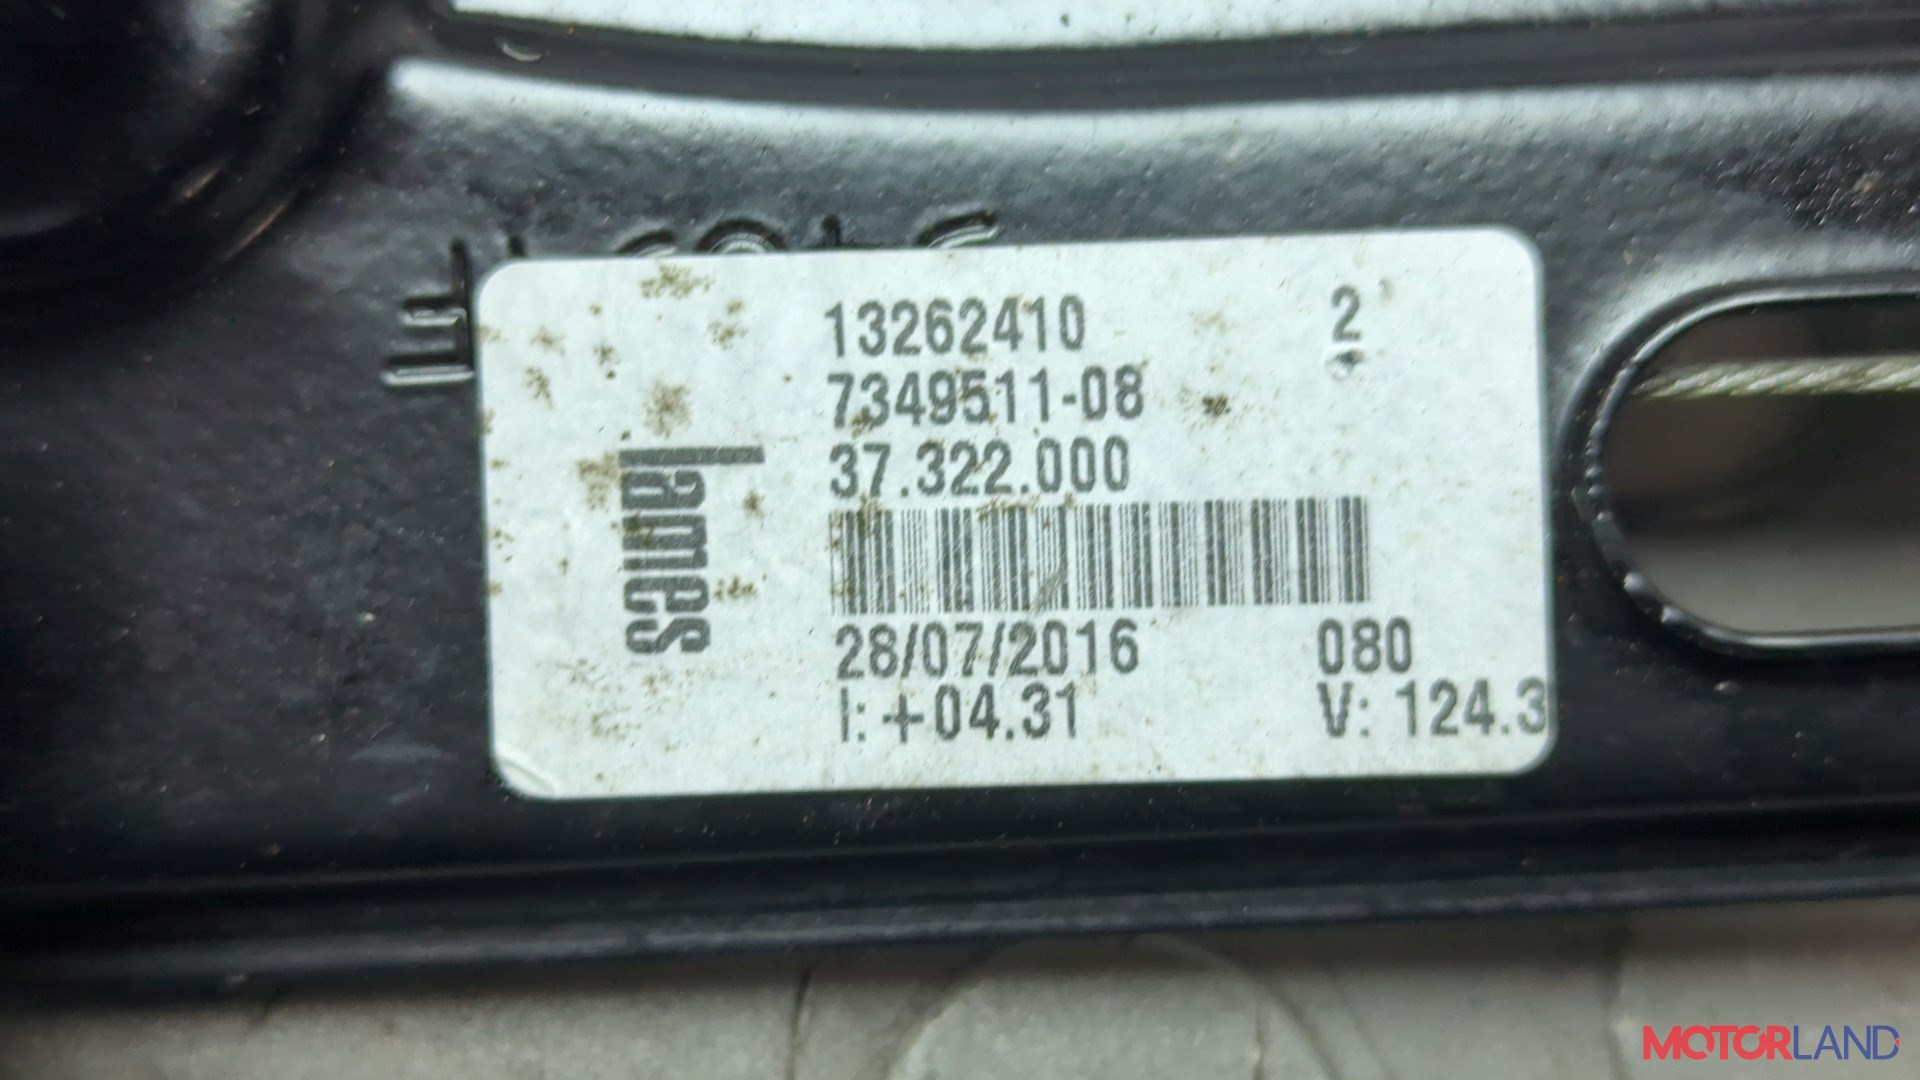 13262410 2
7349511-08
37.322.000
Lames
28/07/2016 080
I: +04.31 V: 124.3
MOTORLAND